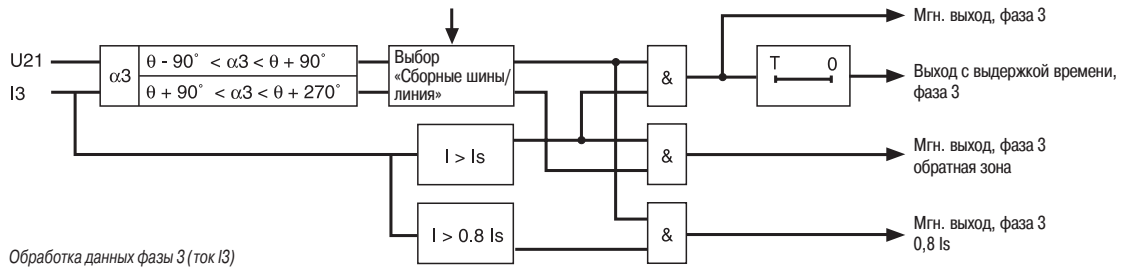 Мгн. выход, фаза 3
U21
I3
α3
θ - 90° < α3 < θ + 90°
θ + 90° < α3 < θ + 270°
Выбор
«Сборные шины/
линия»
&
T 0
Выход с выдержкой времени,
фаза 3
I > Is
&
Мгн. выход, фаза 3
обратная зона
I > 0.8 Is
&
Мгн. выход, фаза 3
0,8 Is
Обработка данных фазы 3 (ток I3)